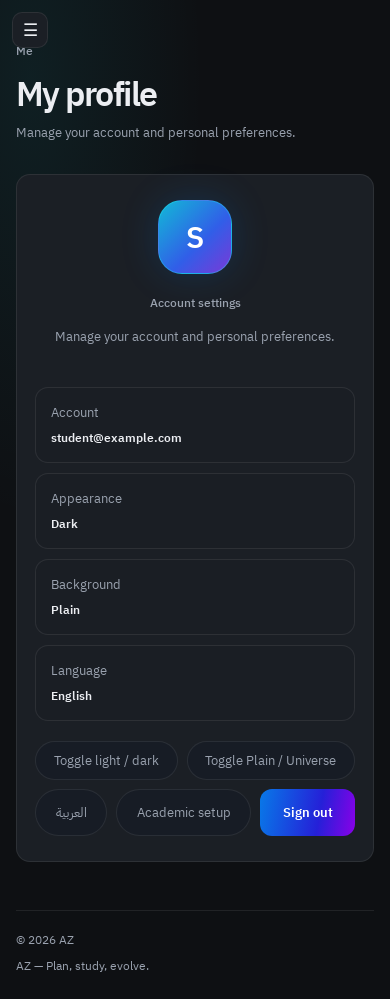 Me
My profile
Manage your account and personal preferences.
S
Account settings
Manage your account and personal preferences.
Account
student@example.com
Appearance
Dark
Background
Plain
Language
English
Toggle light / dark
Toggle Plain / Universe
العربية
Academic setup
Sign out
© 2026 AZ
AZ — Plan, study, evolve.